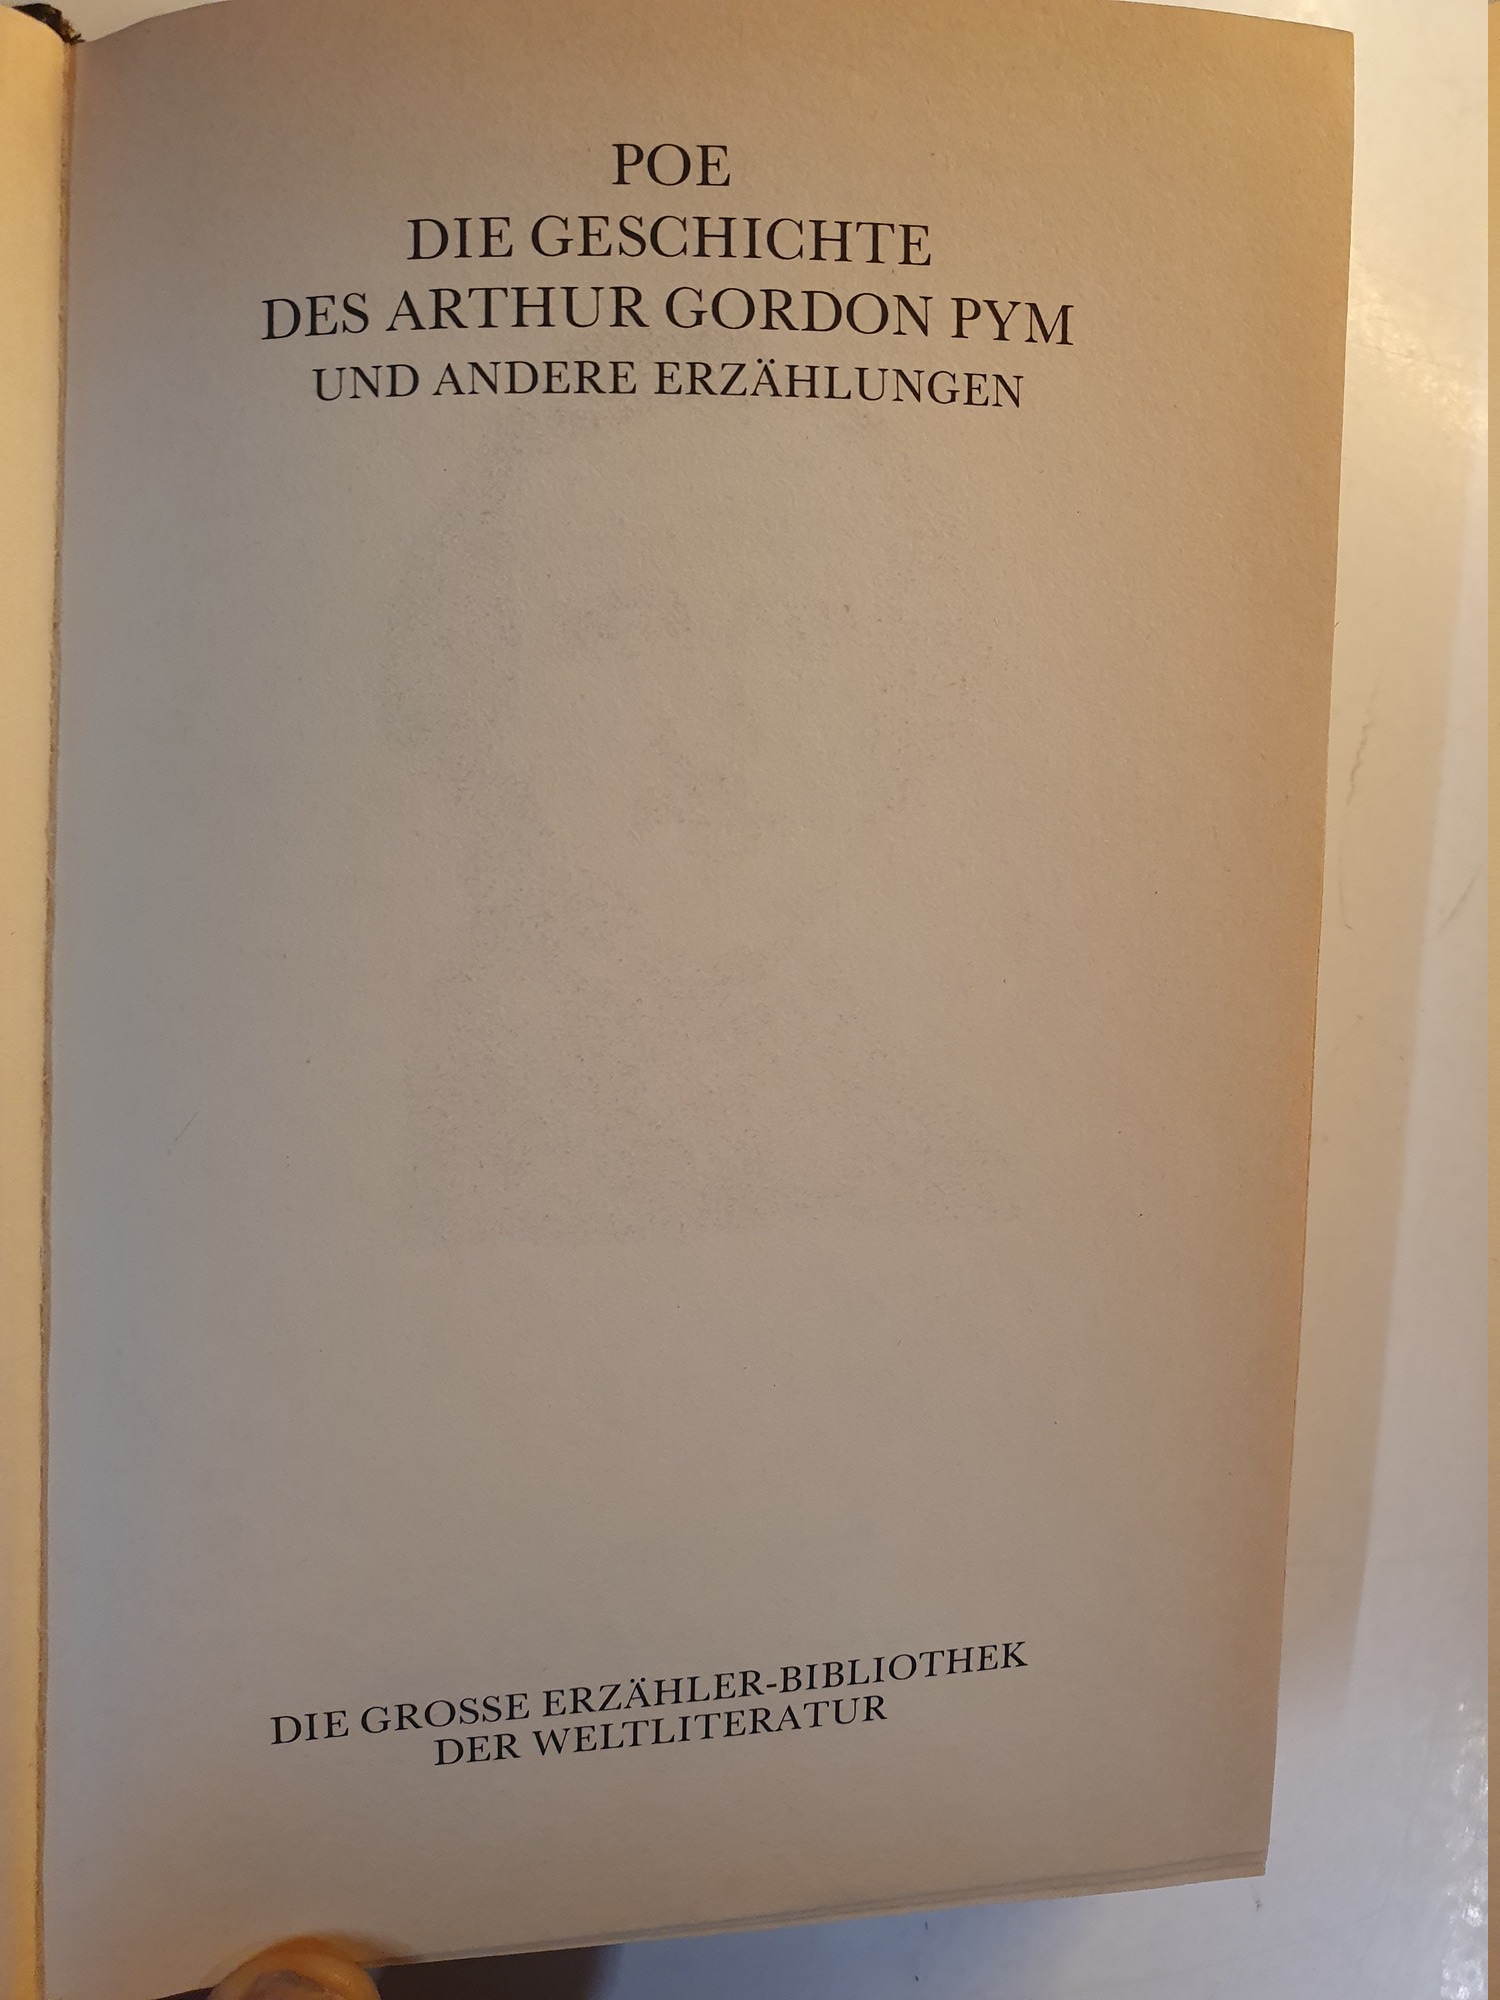 POE
DIE GESCHICHTE
DES ARTHUR GORDON PYM
UND ANDERE ERZÄHLUNGEN
DIE GROSSE ERZÄHLER-BIBLIOTHEK
DER WELTLITERATUR